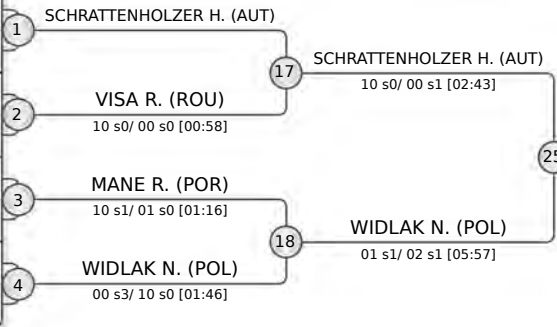 1
SCHRATTENHOLZER H. (AUT)
17
SCHRATTENHOLZER H. (AUT)
10 s0/ 00 s1 [02:43]
2
VISA R. (ROU)
10 s0/ 00 s0 [00:58]
25
3
MANE R. (POR)
10 s1/ 01 s0 [01:16]
18
WIDLAK N. (POL)
01 s1/ 02 s1 [05:57]
4
WIDLAK N. (POL)
00 s3/ 10 s0 [01:46]